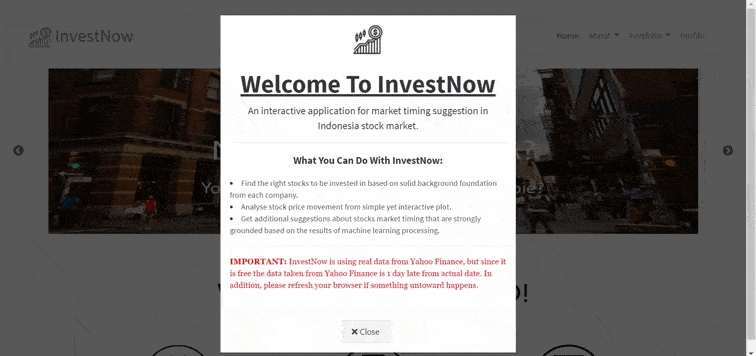 InvestNow
Home About Portfolio Profile
Welcome To InvestNow
An interactive application for market timing suggestion in
Indonesia stock market.
What You Can Do With InvestNow:
• Find the right stocks to be invested in based on solid background foundation
from each company.
• Analyse stock price movement from simple yet interactive plot.
• Get additional suggestions about stocks market timing that are strongly
grounded based on the results of machine learning processing.
IMPORTANT: InvestNow is using real data from Yahoo Finance, but since it
is free the data taken from Yahoo Finance is 1 day late from actual date. In
addition, please refresh your browser if something untoward happens.
× Close